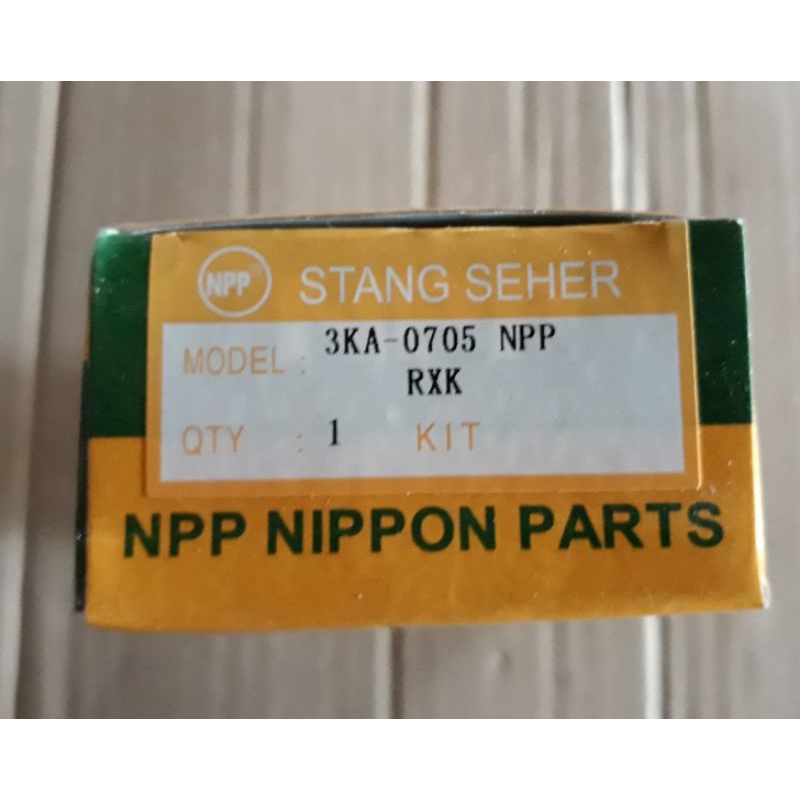 NPP® STANG SEHER
MODEL : 3KA-0705 NPP
RXK
QTY : 1 KIT
NPP NIPPON PARTS